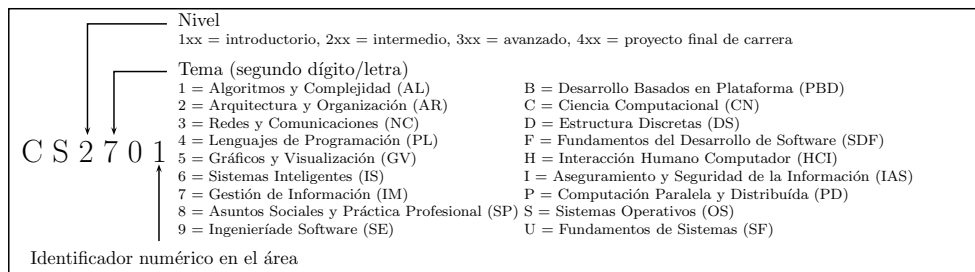 Nivel
1xx = introductorio, 2xx = intermedio, 3xx = avanzado, 4xx = proyecto final de carrera
Tema (segundo dígito/letra)
1 = Algoritmos y Complejidad (AL)
2 = Arquitectura y Organización (AR)
3 = Redes y Comunicaciones (NC)
4 = Lenguajes de Programación (PL)
5 = Gráficos y Visualización (GV)
6 = Sistemas Inteligentes (IS)
7 = Gestión de Información (IM)
8 = Asuntos Sociales y Práctica Profesional (SP)
9 = Ingenieríade Software (SE)
B = Desarrollo Basados en Plataforma (PBD)
C = Ciencia Computacional (CN)
D = Estructura Discretas (DS)
F = Fundamentos del Desarrollo de Software (SDF)
H = Interacción Humano Computador (HCI)
I = Aseguramiento y Seguridad de la Información (IAS)
P = Computación Paralela y Distribuída (PD)
S = Sistemas Operativos (OS)
U = Fundamentos de Sistemas (SF)
C S 2 7 0 1
Identificador numérico en el área